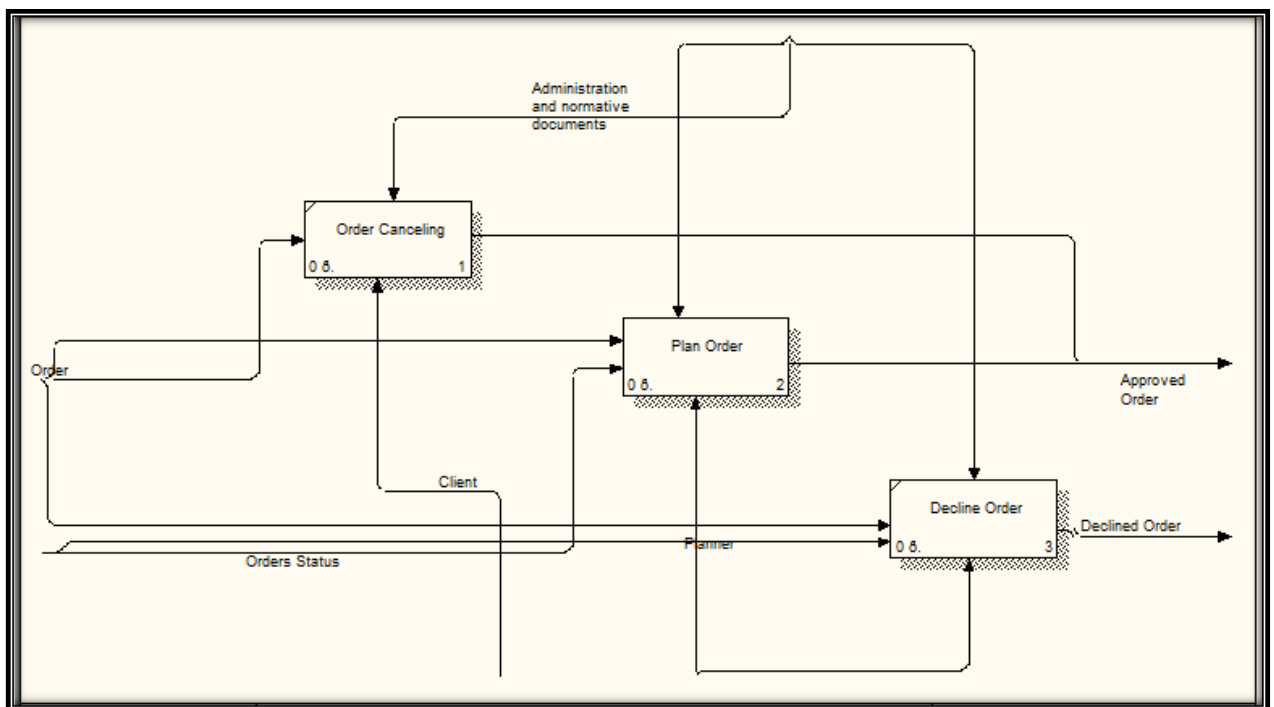 Administration
and normative
documents
Order Canceling
0 б. 1
Plan Order
0 б. 2
Order
Approved
Order
Client
Decline Order
0 б. 3
Declined Order
Planner
Orders Status